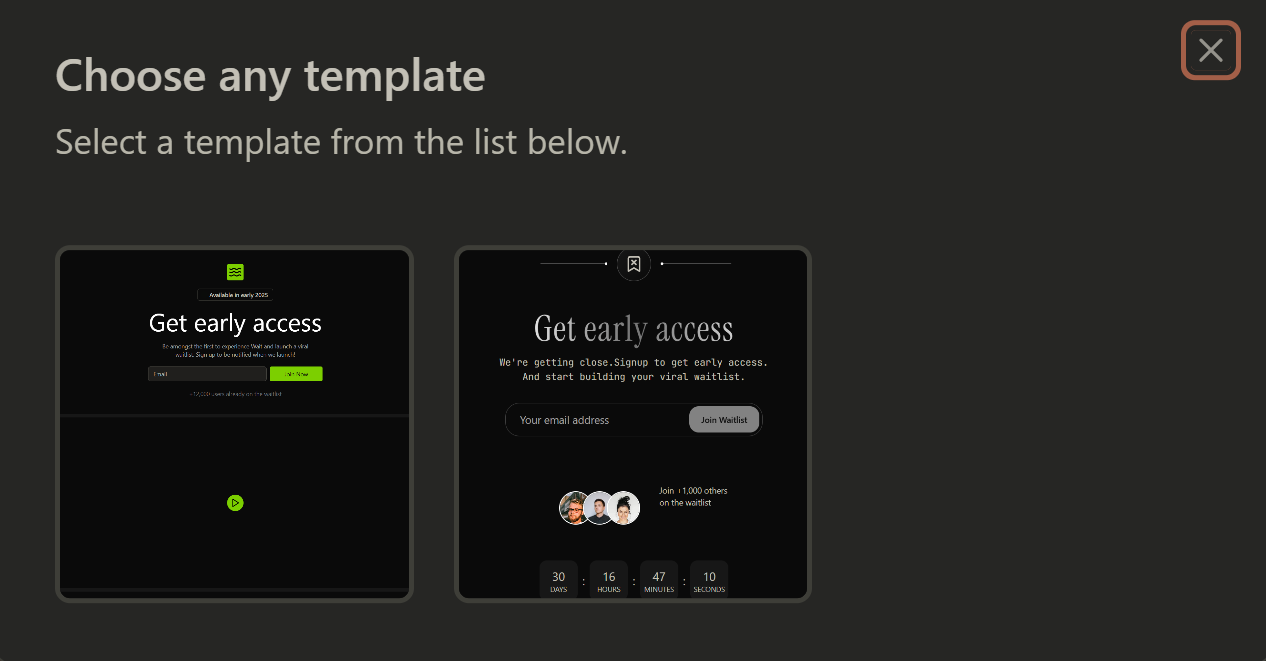 Choose any template
Select a template from the list below.
Available in early 2025
Get early access
Be amongst the first to experience Wait and launch a viral
waitlist. Sign up to be notified when we launch!
Email
Join Now
+12,000 users already on the waitlist
Get early access
We're getting close.Signup to get early access.
And start building your viral waitlist.
Your email address
Join Waitlist
Join +1,000 others
on the waitlist
30 : 16 : 47 : 10
DAYS HOURS MINUTES SECONDS